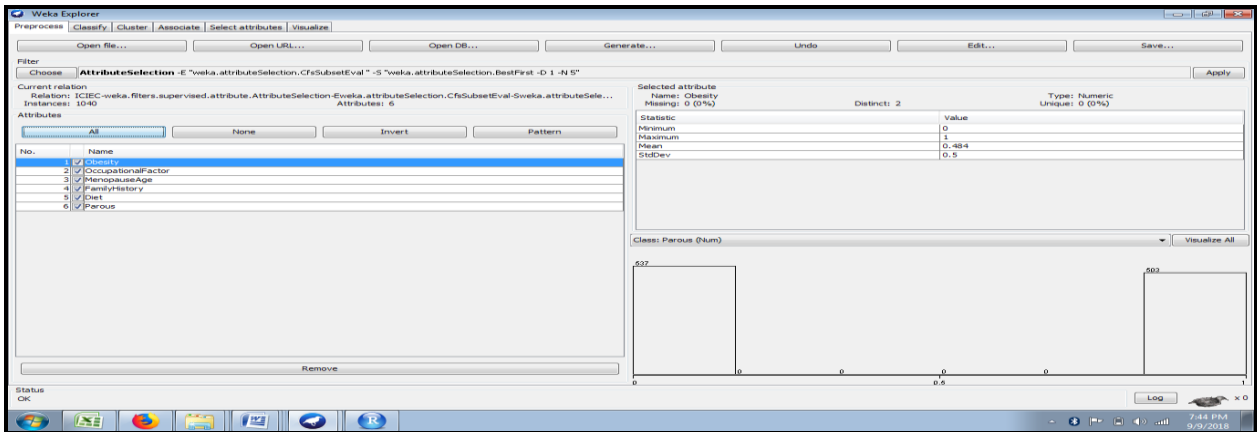 Weka Explorer
Preprocess Classify Cluster Associate Select attributes Visualize
Open file... Open URL... Open DB... Generate... Undo Edit... Save...
Filter
Choose AttributeSelection -E "weka.attributeSelection.CfsSubsetEval " -S "weka.attributeSelection.BestFirst -D 1 -N 5" Apply
Current relation
Relation: ICIEC-weka.filters.supervised.attribute.AttributeSelection-Eweka.attributeSelection.CfsSubsetEval-Sweka.attributeSele...
Instances: 1040 Attributes: 6
Attributes
All None Invert Pattern
No. Name
1 Obesity
2 OccupationalFactor
3 MenopauseAge
4 FamilyHistory
5 Diet
6 Parous
Remove
Selected attribute
Name: Obesity Type: Numeric
Missing: 0 (0%) Distinct: 2 Unique: 0 (0%)
Statistic Value
Minimum 0
Maximum 1
Mean 0.484
StdDev 0.5
Class: Parous (Num) Visualize All
537 503
0 0 0 0
0 0.5 1
Status
OK
Log x 0
7:44 PM
9/9/2018